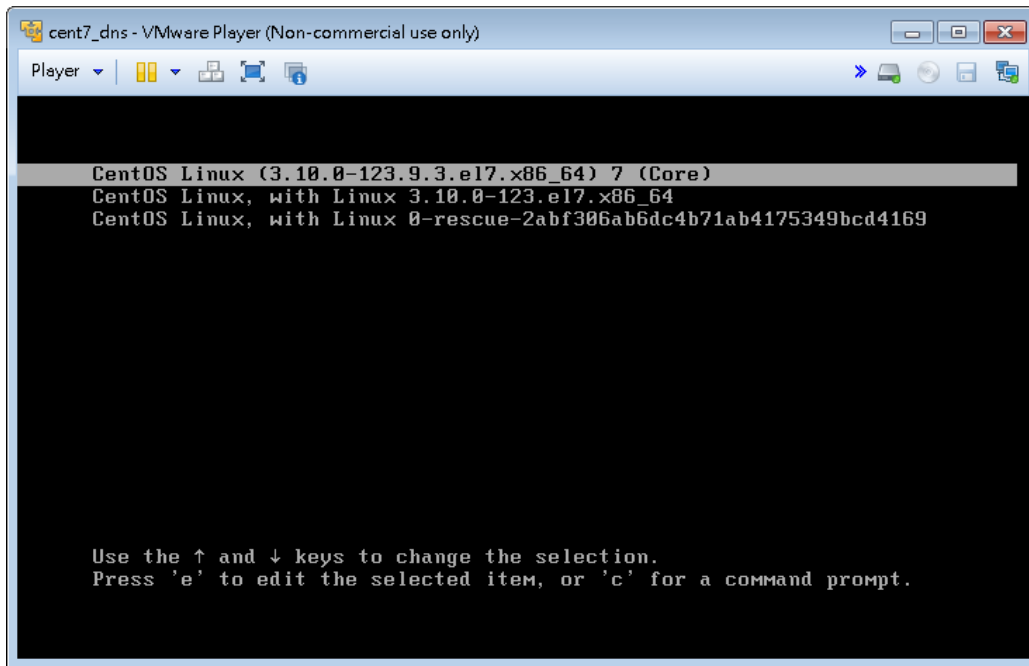 cent7_dns - VMware Player (Non-commercial use only)
Player
CentOS Linux (3.10.0-123.9.3.el7.x86_64) 7 (Core)
CentOS Linux, with Linux 3.10.0-123.el7.x86_64
CentOS Linux, with Linux 0-rescue-2abf306ab6dc4b71ab4175349bcd4169
Use the ↑ and ↓ keys to change the selection.
Press 'e' to edit the selected item, or 'c' for a command prompt.